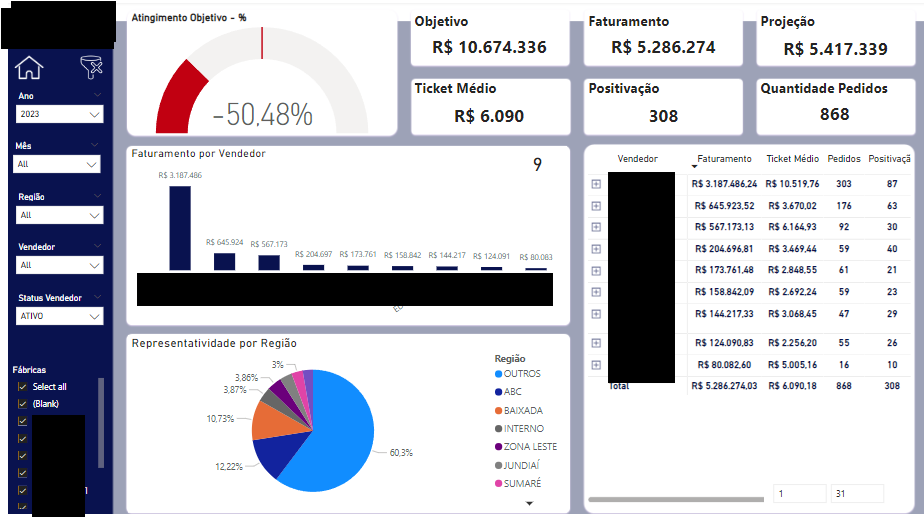 Ano
2023
Mês
All
Região
All
Vendedor
All
Status Vendedor
ATIVO
Fábricas
Select all
(Blank)
Atingimento Objetivo - %
-50,48%
Objetivo
R$ 10.674.336
Faturamento
R$ 5.286.274
Projeção
R$ 5.417.339
Ticket Médio
R$ 6.090
Positivação
308
Quantidade Pedidos
868
Faturamento por Vendedor
9
R$ 3.187.486
R$ 645.924
R$ 567.173
R$ 204.697
R$ 173.761
R$ 158.842
R$ 144.217
R$ 124.091
R$ 80.083
Representatividade por Região
3%
3,86%
3,87%
10,73%
12,22%
60,3%
Região
OUTROS
ABC
BAIXADA
INTERNO
ZONA LESTE
JUNDIAÍ
SUMARÉ
Vendedor Faturamento Ticket Médio Pedidos Positivaçã
R$ 3.187.486,24 R$ 10.519,76 303 87
R$ 645.923,52 R$ 3.670,02 176 63
R$ 567.173,13 R$ 6.164,93 92 30
R$ 204.696,81 R$ 3.469,44 59 40
R$ 173.761,48 R$ 2.848,55 61 21
R$ 158.842,09 R$ 2.692,24 59 23
R$ 144.217,33 R$ 3.068,45 47 29
R$ 124.090,83 R$ 2.256,20 55 26
R$ 80.082,60 R$ 5.005,16 16 10
Total R$ 5.286.274,03 R$ 6.090,18 868 308
1 31